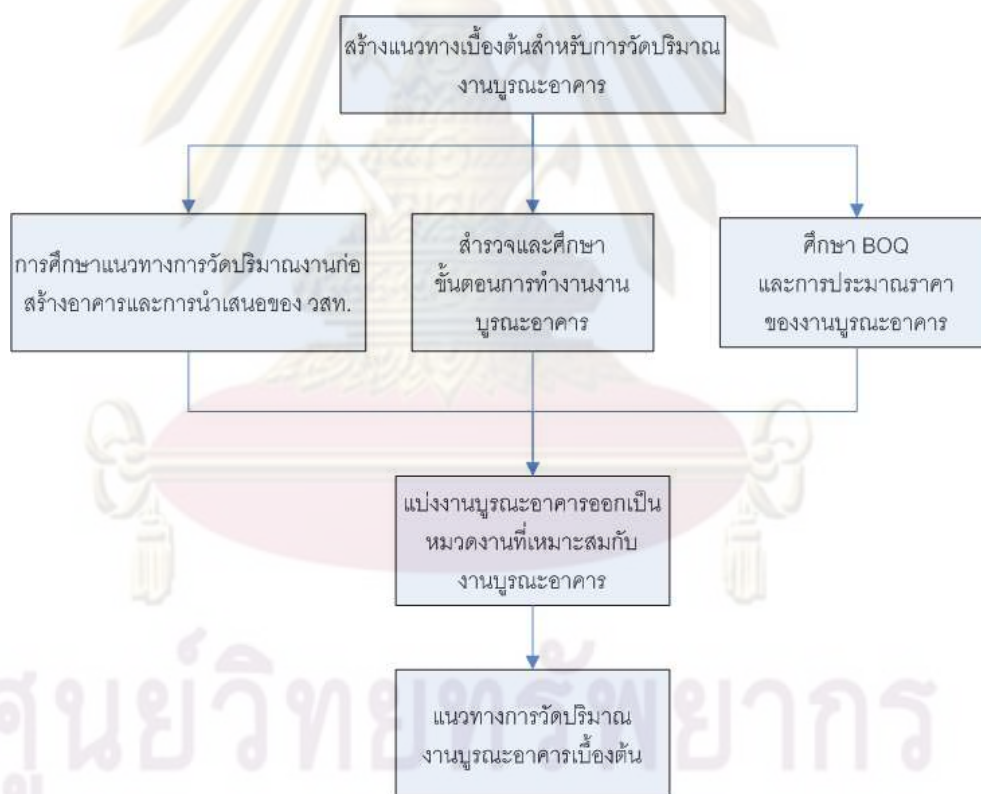 สร้างแนวทางเบื้องต้นสำหรับการวัดปริมาณ
งานบูรณะอาคาร
การศึกษาแนวทางการวัดปริมาณงานก่อ
สร้างอาคารและการนำเสนอของ วสท.
สำรวจและศึกษา
ขั้นตอนการทำงานงาน
บูรณะอาคาร
ศึกษา BOQ
และการประมาณราคา
ของงานบูรณะอาคาร
แบ่งงานบูรณะอาคารออกเป็น
หมวดงานที่เหมาะสมกับ
งานบูรณะอาคาร
แนวทางการวัดปริมาณ
งานบูรณะอาคารเบื้องต้น
ศูนย์วิทยทรัพยากร